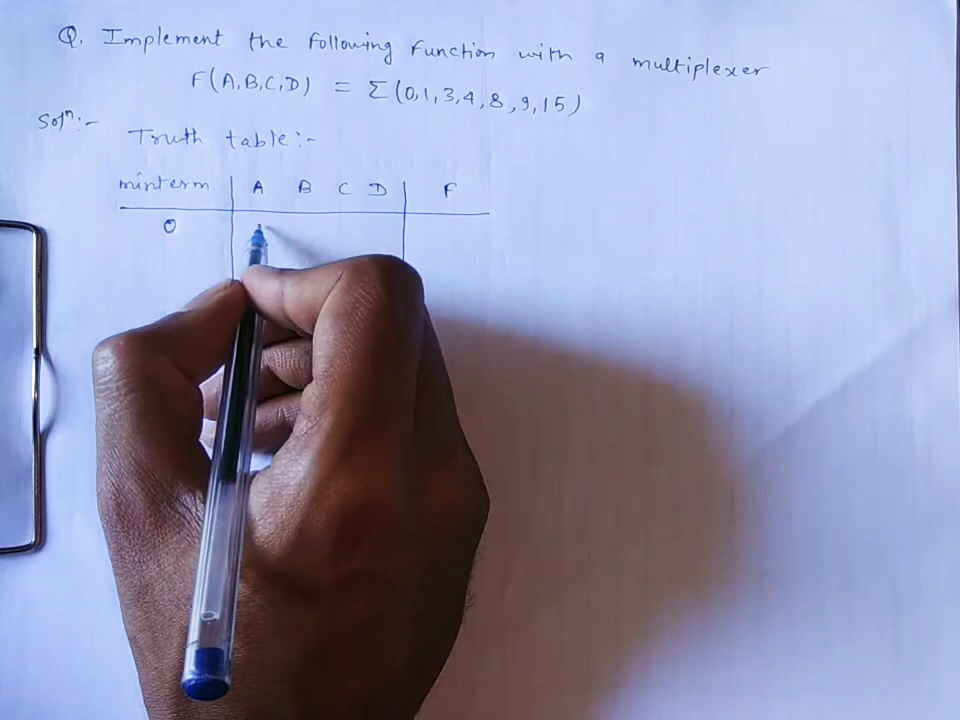 Q. Implement the following function with a multiplexer
F(A,B,C,D) = Σ(0,1,3,4,8,9,15)
Solⁿ:-
Truth table:-
minterm A B C D F
0